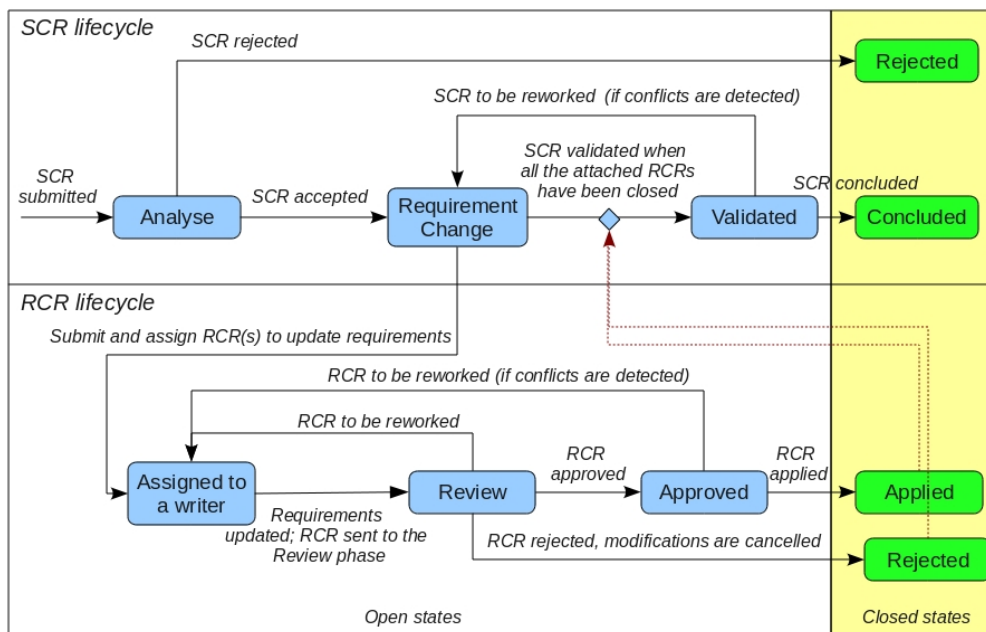 SCR lifecycle
SCR rejected
Rejected
SCR to be reworked (if conflicts are detected)
SCR
submitted
SCR validated when
all the attached RCRs
have been closed
Analyse
SCR accepted
Requirement
Change
Validated
SCR concluded
Concluded
RCR lifecycle
Submit and assign RCR(s) to update requirements
RCR to be reworked (if conflicts are detected)
RCR to be reworked
Assigned to
a writer
Requirements
updated; RCR sent to the
Review phase
Review
RCR
approved
Approved
RCR
applied
Applied
RCR rejected, modifications are cancelled
Rejected
Open states
Closed states